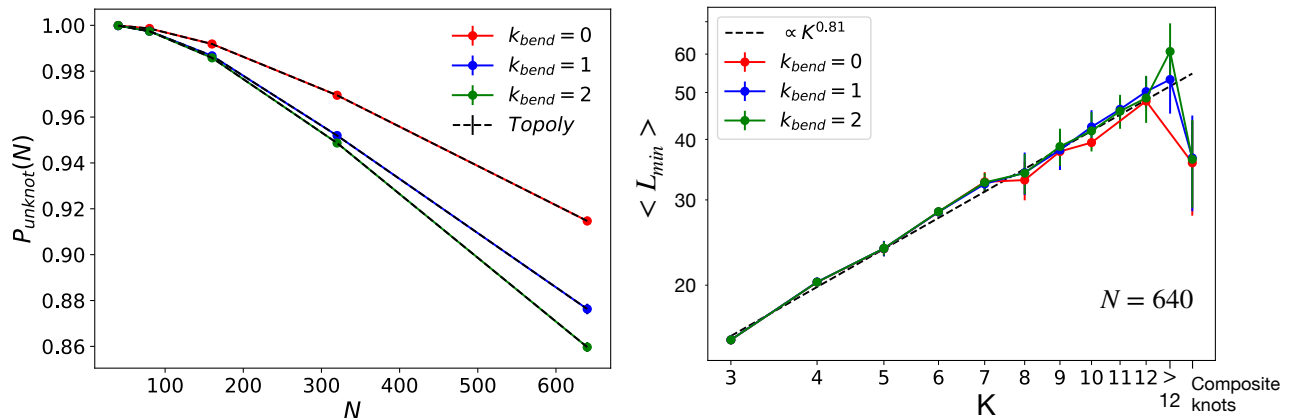 P_unknot(N)
1.00
0.98
0.96
0.94
0.92
0.90
0.88
0.86
k_bend = 0
k_bend = 1
k_bend = 2
Topoly
0
100
200
300
400
500
600
N
< L_min >
60
50
40
30
20
∝ K^0.81
k_bend = 0
k_bend = 1
k_bend = 2
N = 640
3
4
5
6
7
8
9
10
11
12
>
12
Composite
knots
K